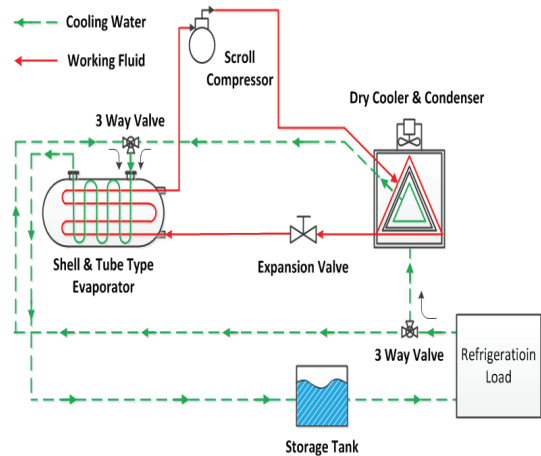 Cooling Water
Working Fluid
Scroll
Compressor
3 Way Valve
Dry Cooler & Condenser
Shell & Tube Type
Evaporator
Expansion Valve
3 Way Valve
Refrigeratioin
Load
Storage Tank